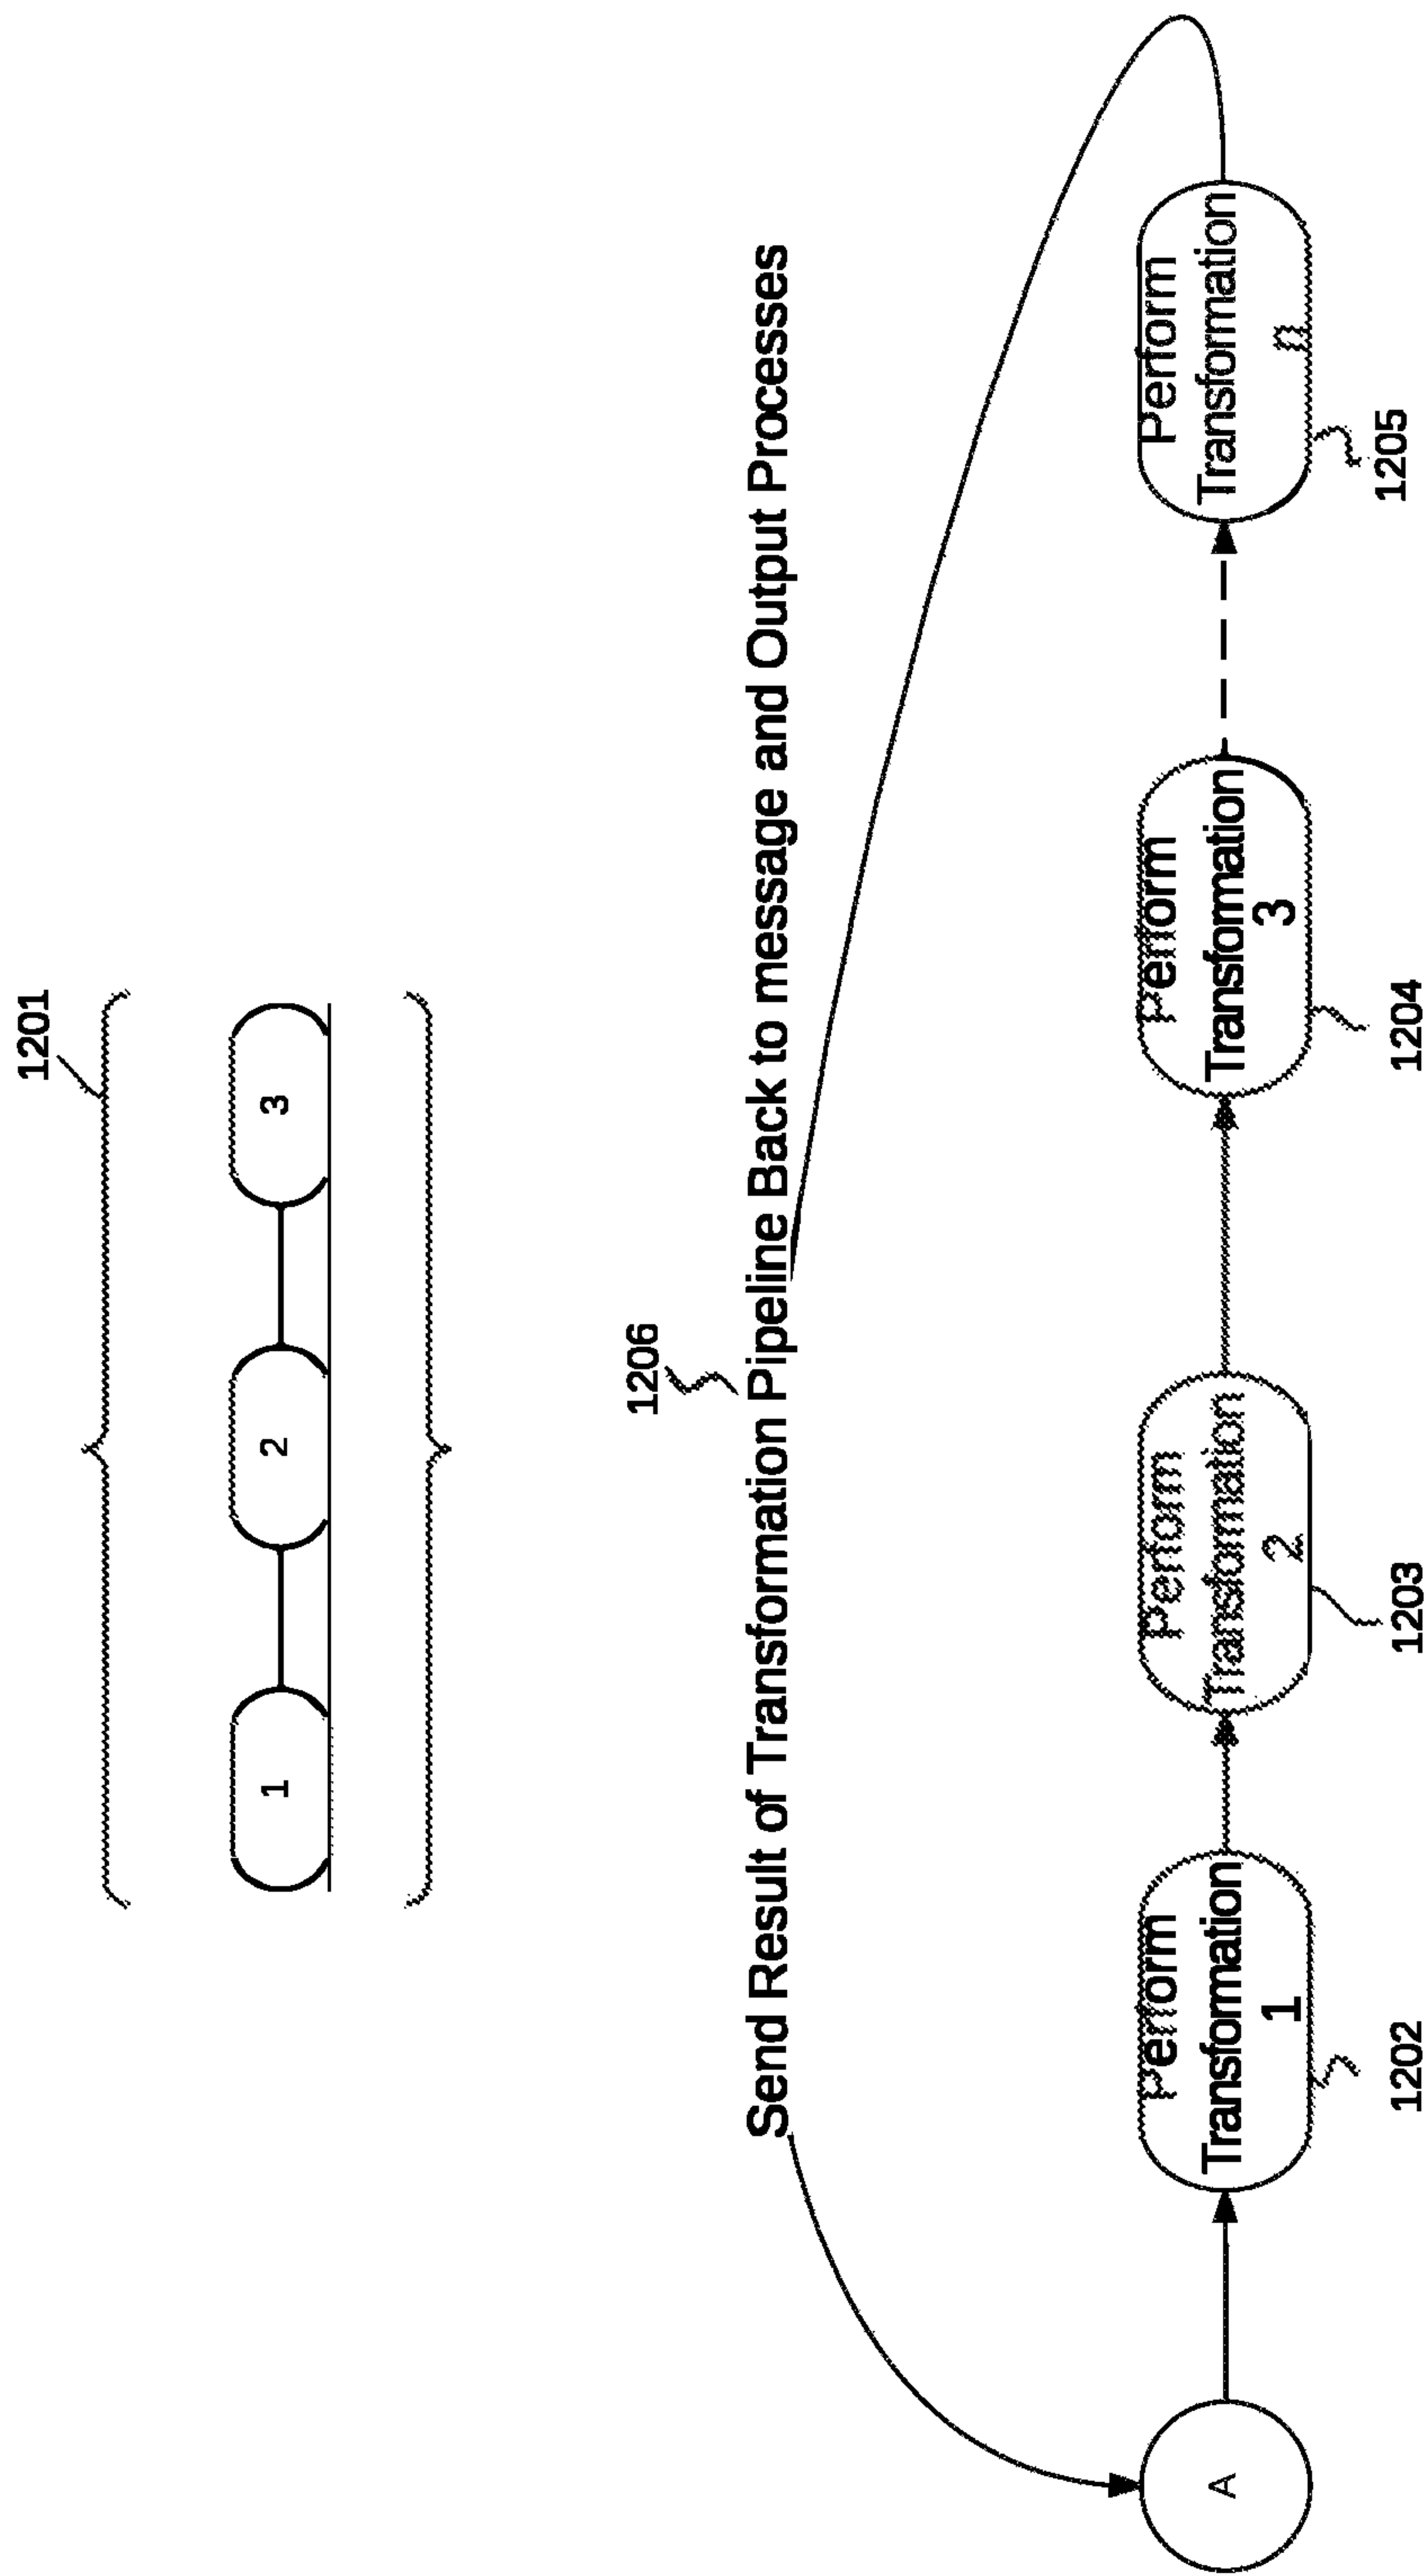 1201
1
2
3
1206
Send Result of Transformation Pipeline Back to message and Output Processes
A
Perform
Transformation
1
1202
Perform
Transformation
2
1203
Perform
Transformation
3
1204
Perform
Transformation
n
1205